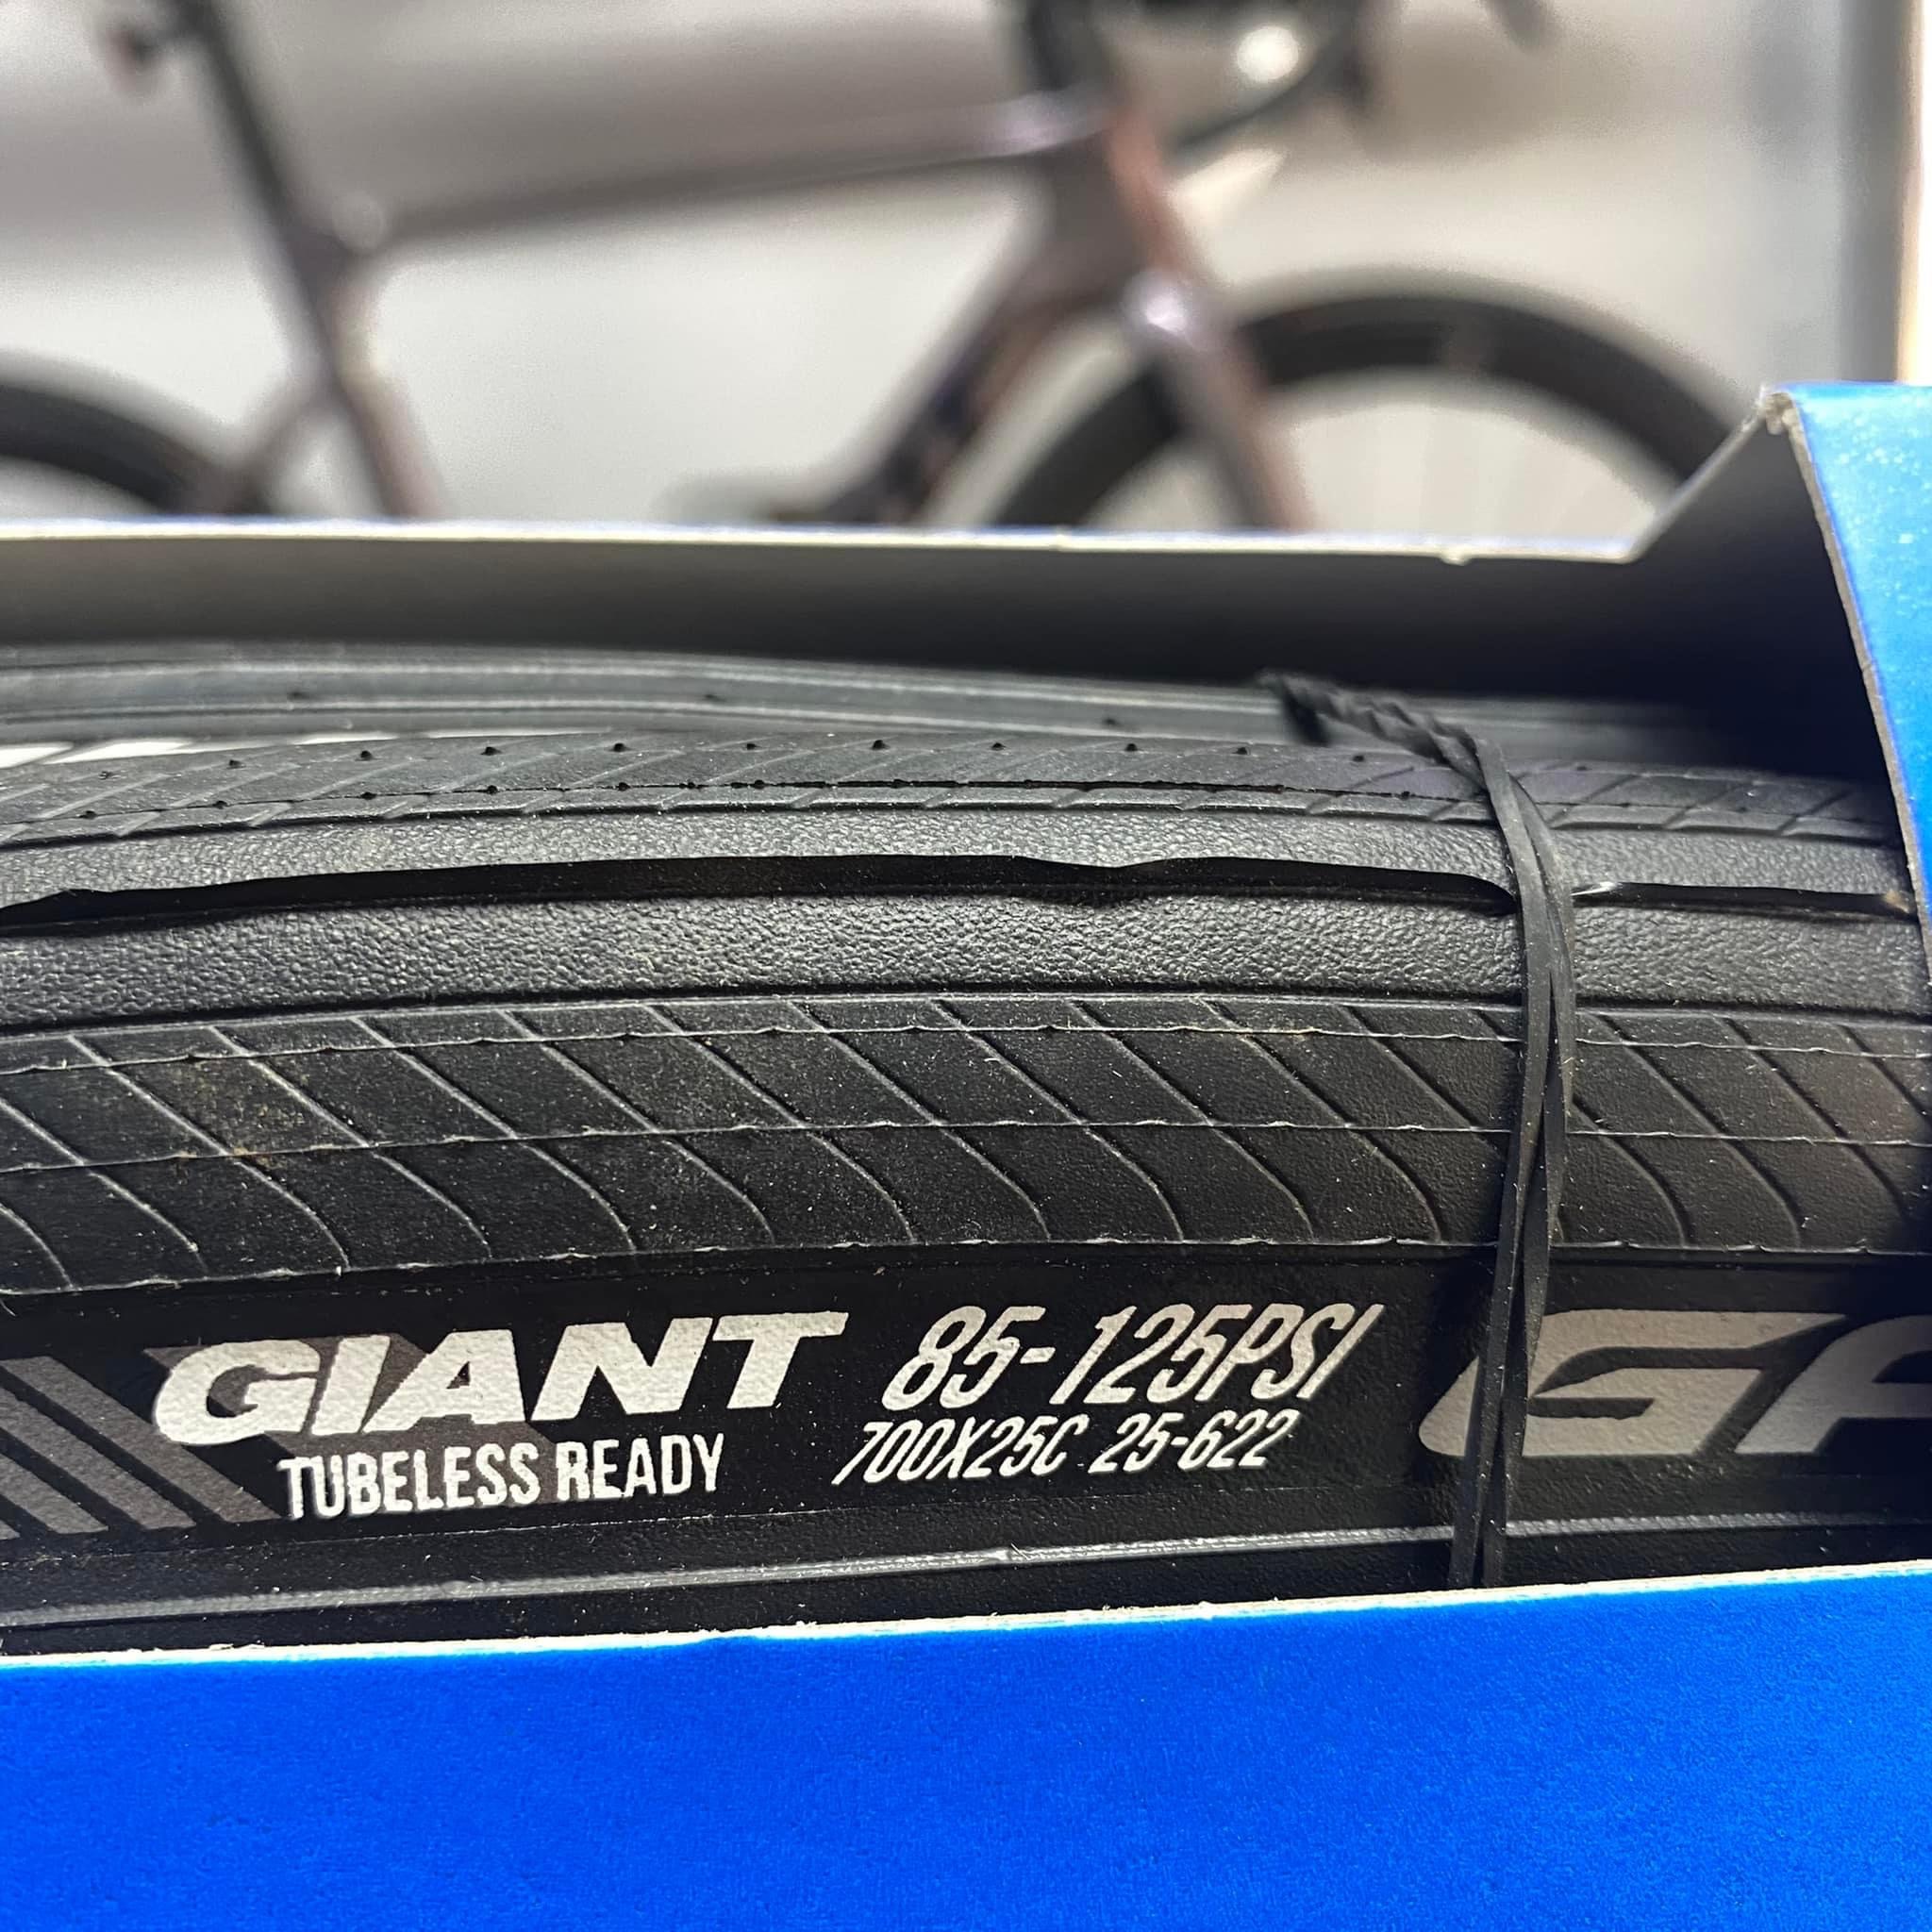 GIANT 85-125PSI
TUBELESS READY 700X25C 25-622